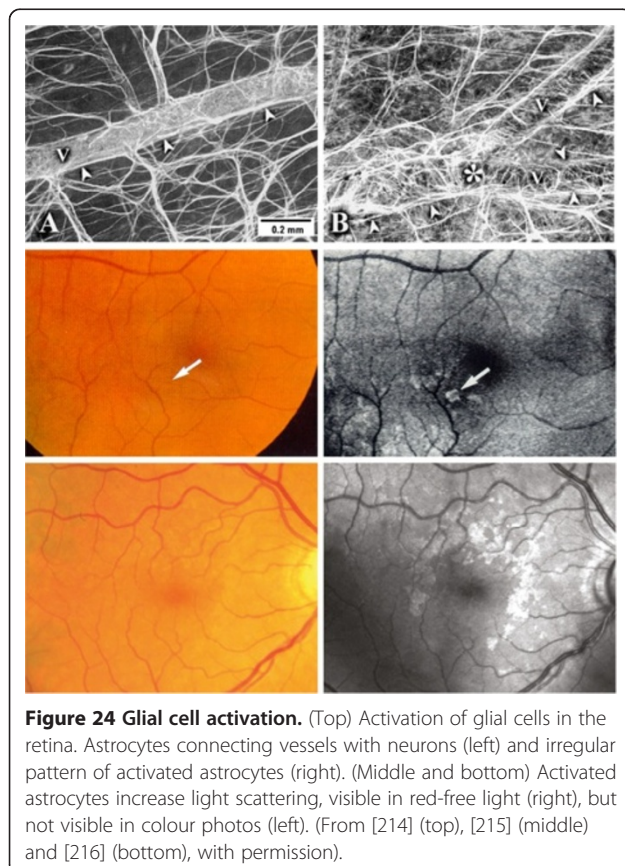 V
A
0.2 mm
V
*
V
B
Figure 24 Glial cell activation. (Top) Activation of glial cells in the
retina. Astrocytes connecting vessels with neurons (left) and irregular
pattern of activated astrocytes (right). (Middle and bottom) Activated
astrocytes increase light scattering, visible in red-free light (right), but
not visible in colour photos (left). (From [214] (top), [215] (middle)
and [216] (bottom), with permission).